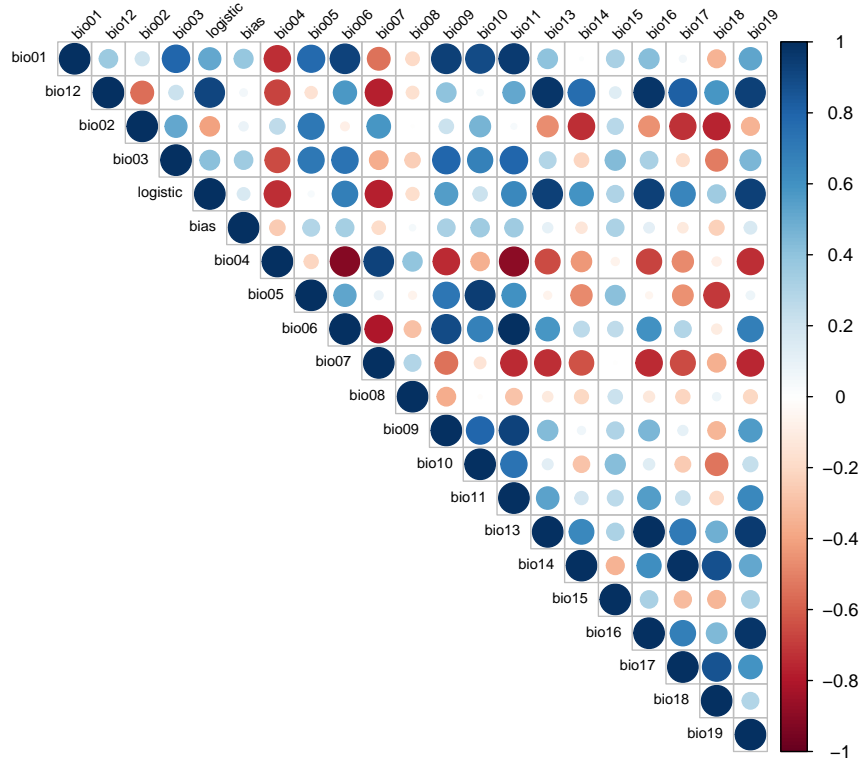 bio01
bio12
bio02
bio03
logistic
bias
bio04
bio05
bio06
bio07
bio08
bio09
bio10
bio11
bio13
bio14
bio15
bio16
bio17
bio18
bio19
bio01
bio12
bio02
bio03
logistic
bias
bio04
bio05
bio06
bio07
bio08
bio09
bio10
bio11
bio13
bio14
bio15
bio16
bio17
bio18
bio19
1
0.8
0.6
0.4
0.2
0
−0.2
−0.4
−0.6
−0.8
−1